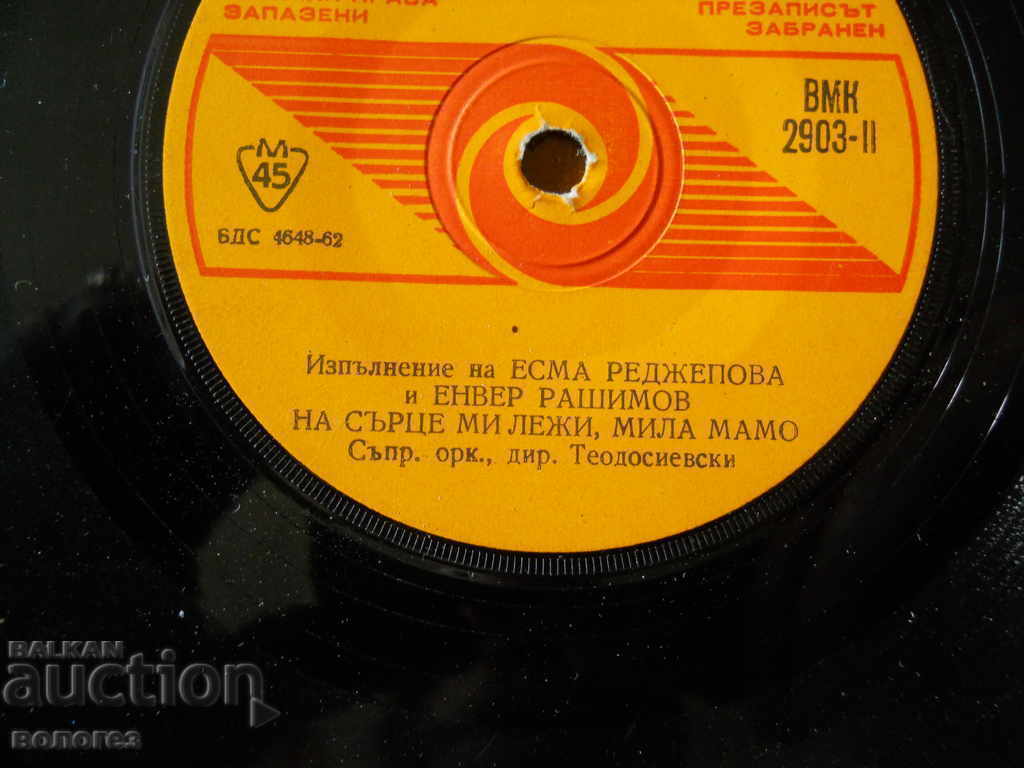 ЗАПАЗЕНИ
ПРЕЗАПИСЪТ
ЗАБРАНЕН
ВМК
2903-II
М
45
БДС 4648-62
Изпълнение на ЕСМА РЕДЖЕПОВА
и ЕНВЕР РАШИМОВ
НА СЪРЦЕ МИ ЛЕЖИ, МИЛА МАМО
Съпр. орк., дир. Теодосиевски
BALKAN
auction
вологез